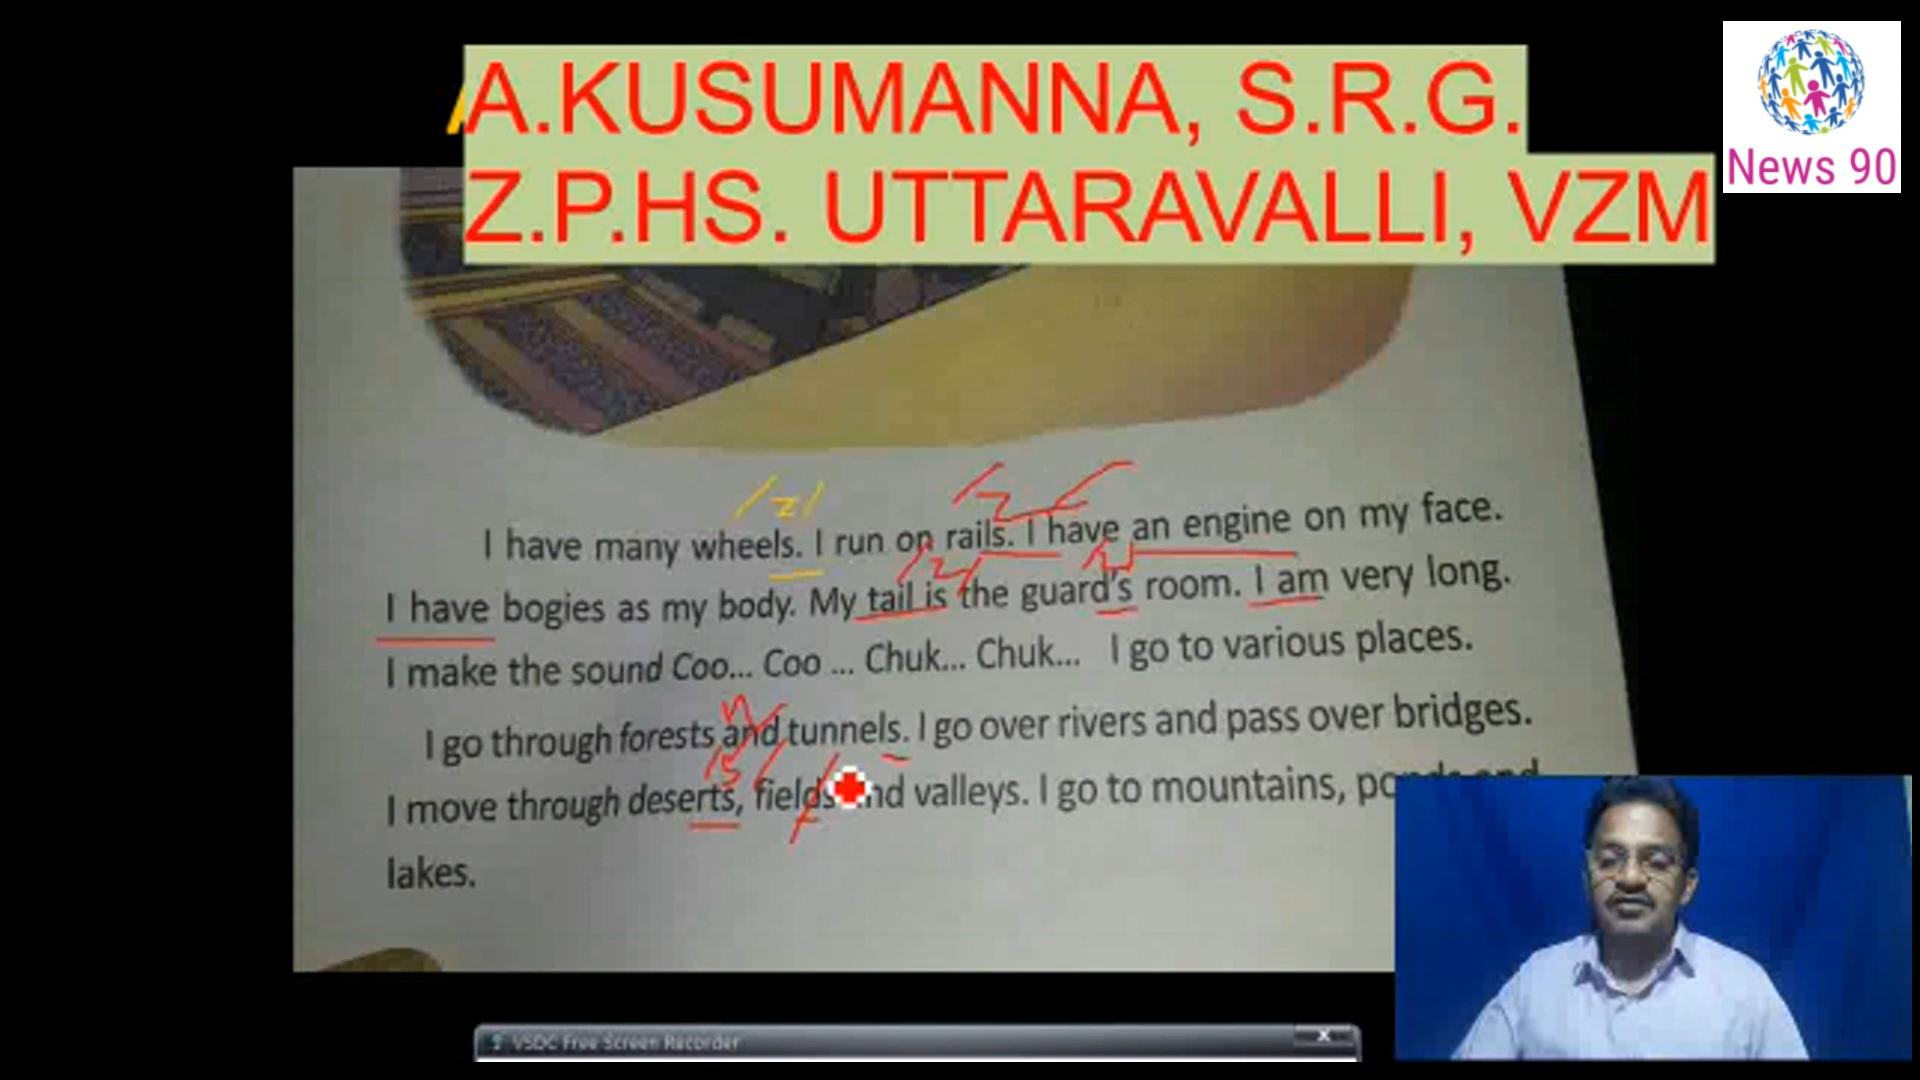 A.KUSUMANNA, S.R.G.
Z.P.HS. UTTARAVALLI, VZM
News 90
/z/
/z/
I have many wheels. I run on rails. I have an engine on my face.
/z/
I have bogies as my body. My tail is the guard's room. I am very long.
I make the sound Coo... Coo ... Chuk... Chuk... I go to various places.
n
I go through forests and tunnels. I go over rivers and pass over bridges.
/s/
I move through deserts, fields and valleys. I go to mountains, ponds and
lakes.
VSDC Free Screen Recorder
x